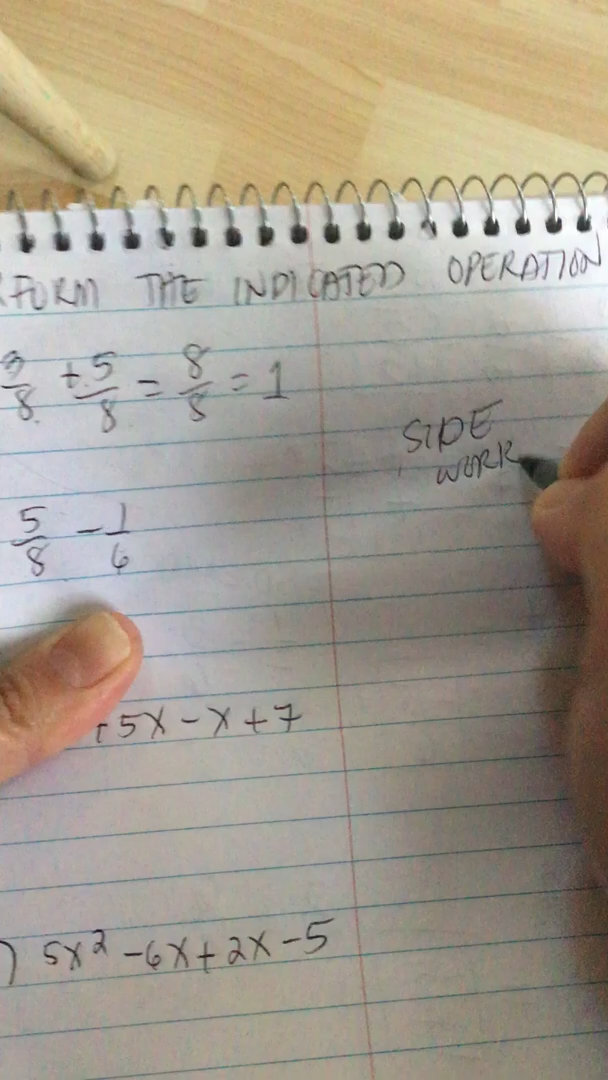 RFORM THE INDICATED OPERATION
3/8 + 5/8 = 8/8 = 1
SIDE
WORK
5/8 - 1/6
+5x-x+7
) 5x² -6x+2x-5